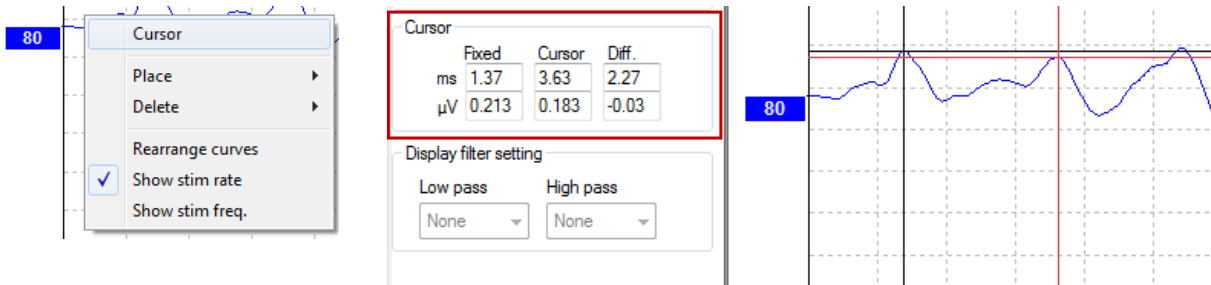 80
Cursor
Place
Delete
Rearrange curves
Show stim rate
Show stim freq.
Cursor
Fixed Cursor Diff.
ms 1.37 3.63 2.27
µV 0.213 0.183 -0.03
Display filter setting
Low pass High pass
None None
80